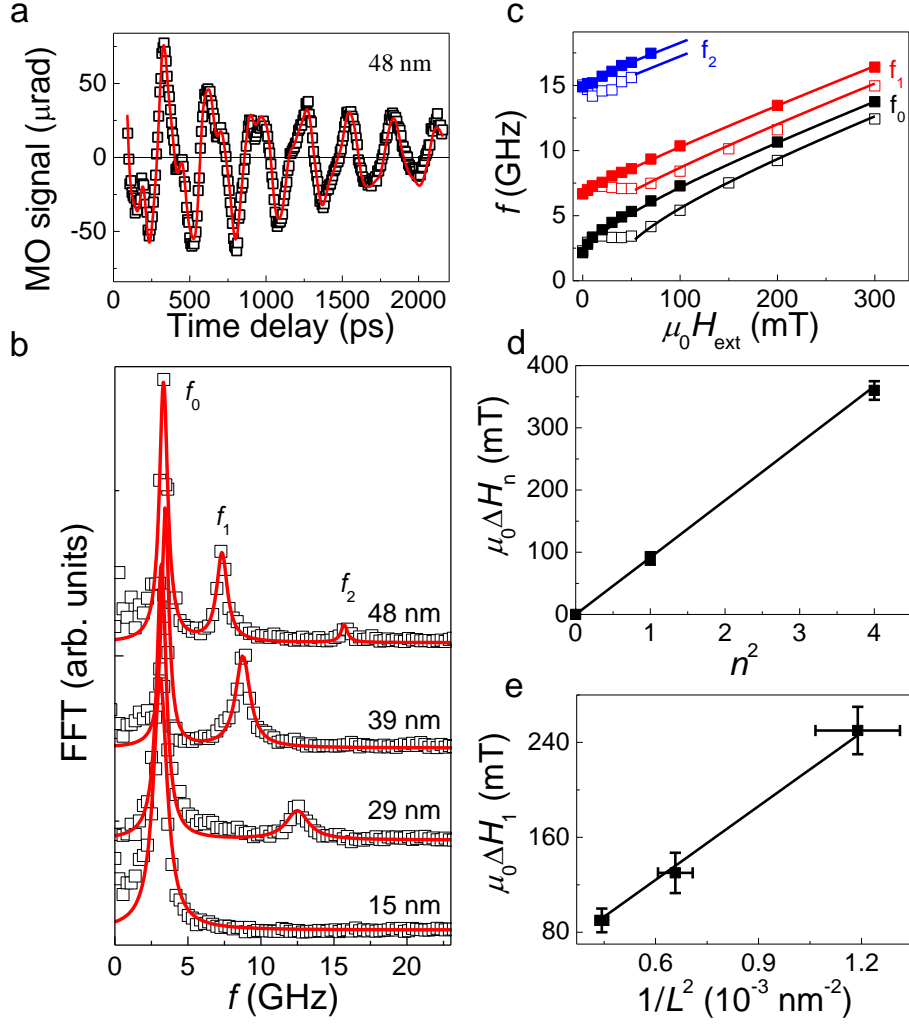 a
MO signal (μrad)
50
0
-50
48 nm
0 500 1000 1500 2000
Time delay (ps)
b
FFT (arb. units)
f0
f1
f2
48 nm
39 nm
29 nm
15 nm
0 5 10 15 20
f (GHz)
c
f (GHz)
20
15
10
5
0
f2
f1
f0
0 100 200 300
μ0Hext (mT)
d
μ0ΔHn (mT)
400
300
200
100
0
0 1 2 3 4
n²
e
μ0ΔH1 (mT)
240
160
80
0.6 0.9 1.2
1/L² (10⁻³ nm⁻²)